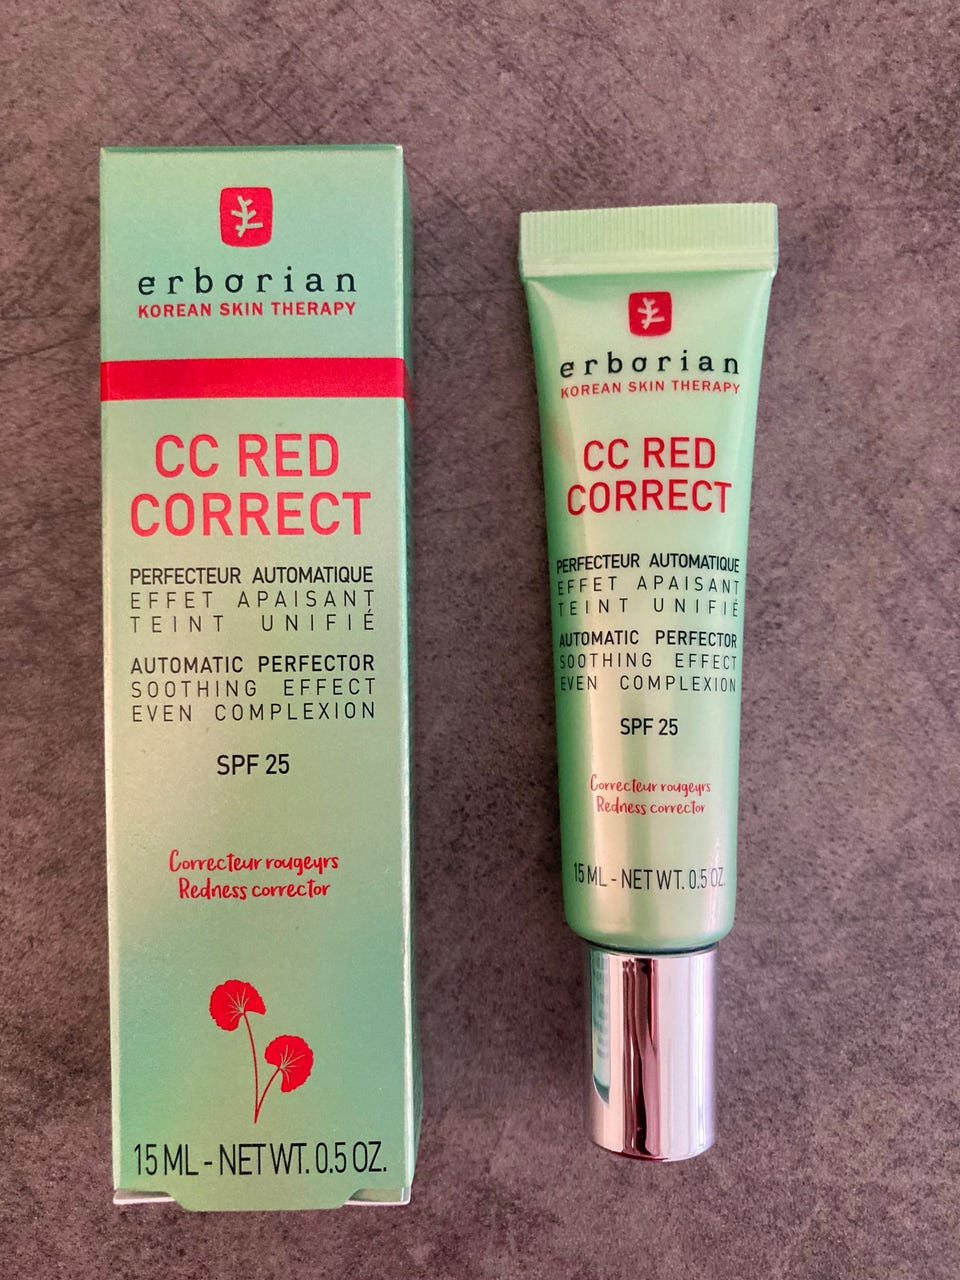 erborian
KOREAN SKIN THERAPY
CC RED
CORRECT
PERFECTEUR AUTOMATIQUE
EFFET APAISANT
TEINT UNIFIÉ
AUTOMATIC PERFECTOR
SOOTHING EFFECT
EVEN COMPLEXION
SPF 25
Correcteur rougeurs
Redness corrector
15 ML - NET WT. 0.5 OZ.
erborian
KOREAN SKIN THERAPY
CC RED
CORRECT
PERFECTEUR AUTOMATIQUE
EFFET APAISANT
TEINT UNIFIÉ
AUTOMATIC PERFECTOR
SOOTHING EFFECT
EVEN COMPLEXION
SPF 25
Correcteur rougeurs
Redness corrector
15 ML - NET WT. 0.5 OZ.